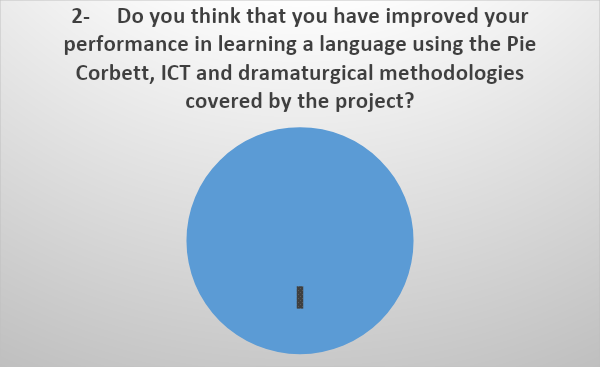 2- Do you think that you have improved your
performance in learning a language using the Pie
Corbett, ICT and dramaturgical methodologies
covered by the project?